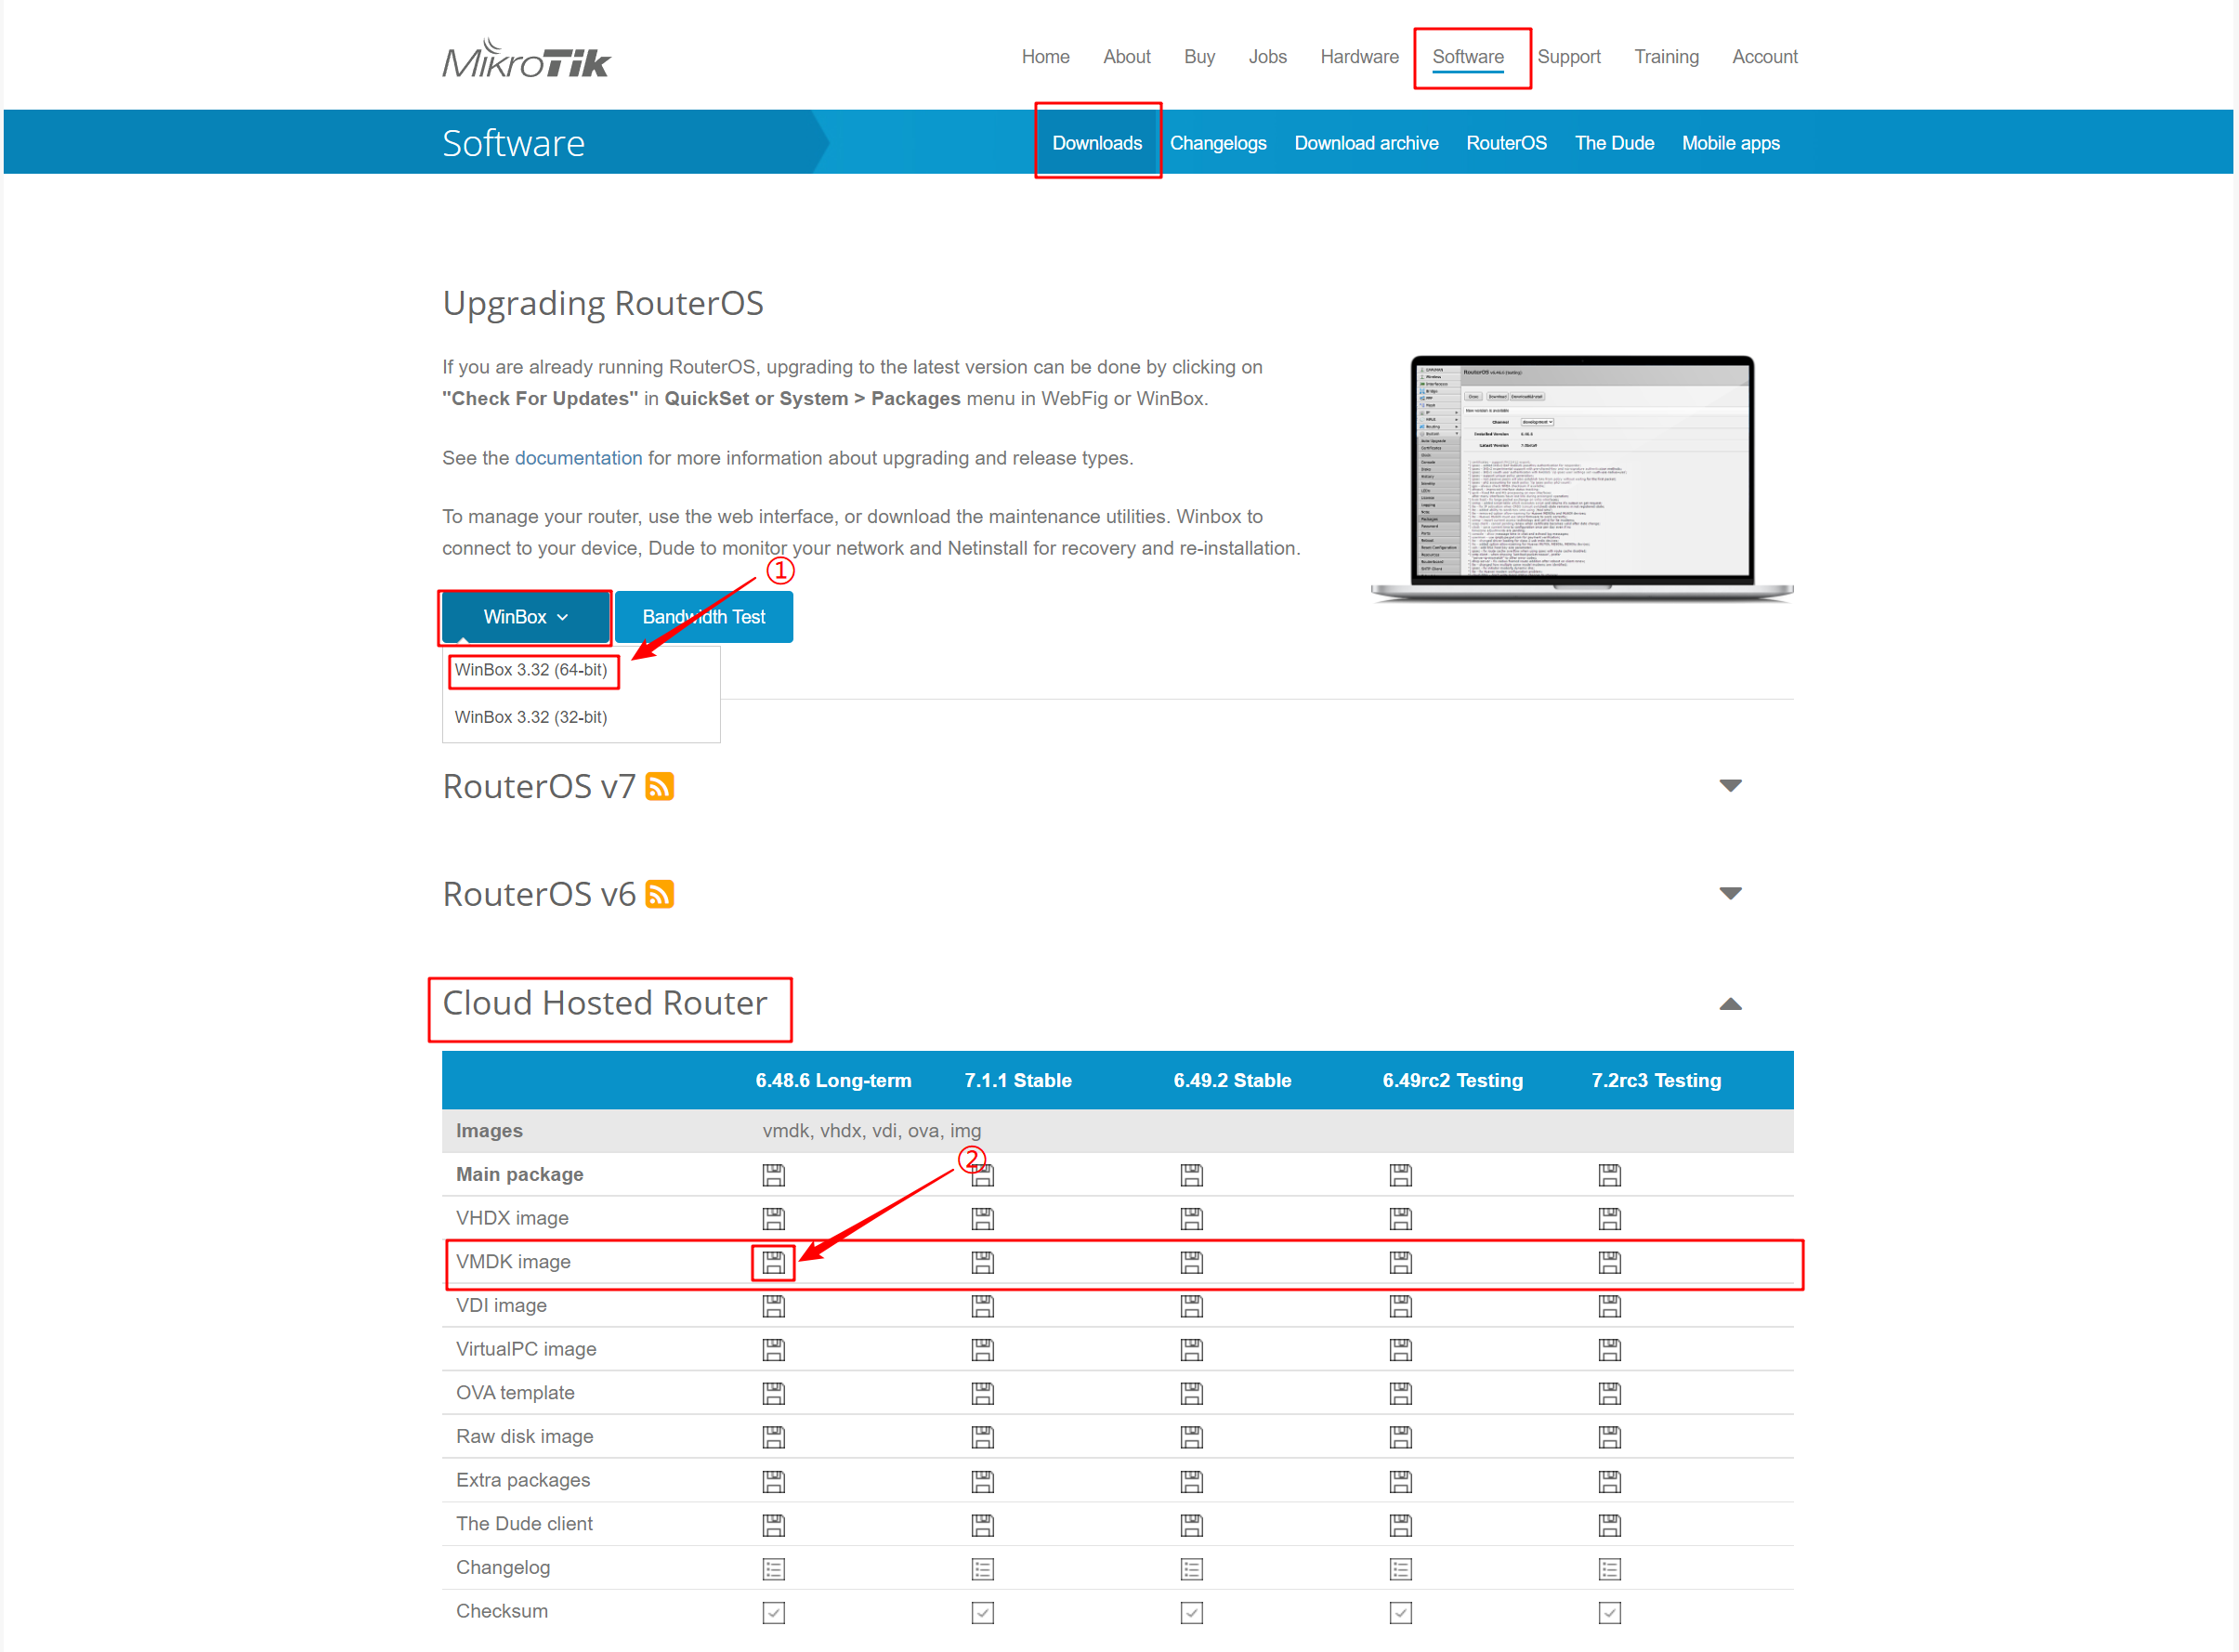 MikroTik
Home About Buy Jobs Hardware Software Support Training Account
Software
Downloads Changelogs Download archive RouterOS The Dude Mobile apps
Upgrading RouterOS
If you are already running RouterOS, upgrading to the latest version can be done by clicking on
"Check For Updates" in QuickSet or System > Packages menu in WebFig or WinBox.
See the documentation for more information about upgrading and release types.
To manage your router, use the web interface, or download the maintenance utilities. Winbox to
connect to your device, Dude to monitor your network and Netinstall for recovery and re-installation.
①
WinBox Bandwidth Test
WinBox 3.32 (64-bit)
WinBox 3.32 (32-bit)
RouterOS v7
RouterOS v6
Cloud Hosted Router
6.48.6 Long-term 7.1.1 Stable 6.49.2 Stable 6.49rc2 Testing 7.2rc3 Testing
Images vmdk, vhdx, vdi, ova, img
②
Main package
VHDX image
VMDK image
VDI image
VirtualPC image
OVA template
Raw disk image
Extra packages
The Dude client
Changelog
Checksum